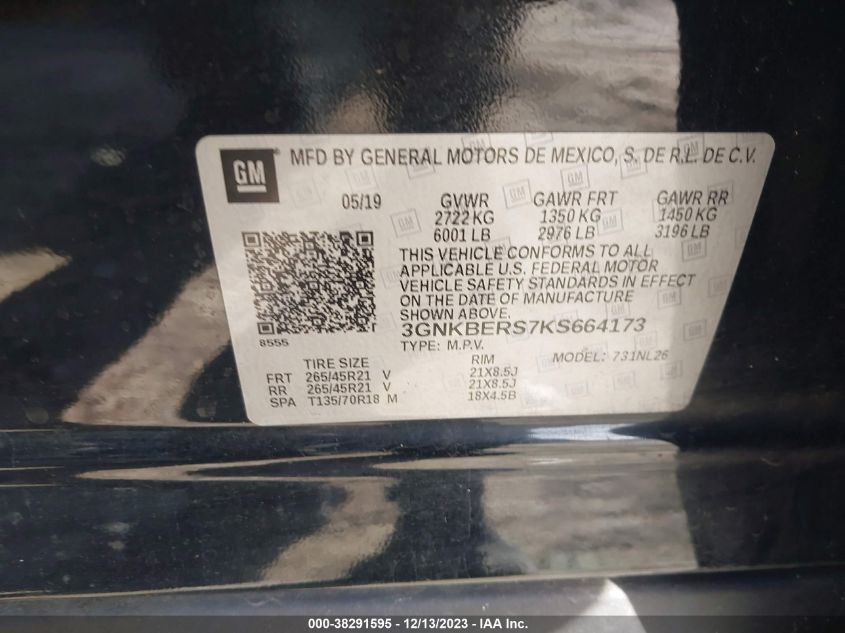 GM MFD BY GENERAL MOTORS DE MEXICO, S. DE R.L. DE C.V.
05/19 GVWR GAWR FRT GAWR RR
2722 KG 1350 KG 1450 KG
6001 LB 2976 LB 3196 LB
THIS VEHICLE CONFORMS TO ALL
APPLICABLE U.S. FEDERAL MOTOR
VEHICLE SAFETY STANDARDS IN EFFECT
ON THE DATE OF MANUFACTURE
SHOWN ABOVE.
3GNKBERS7KS664173
8555
TYPE: M.P.V. MODEL: 731NL26
TIRE SIZE RIM
FRT 265/45R21 V 21X8.5J
RR 265/45R21 V 21X8.5J
SPA T135/70R18 M 18X4.5B
000-38291595 - 12/13/2023 - IAA Inc.